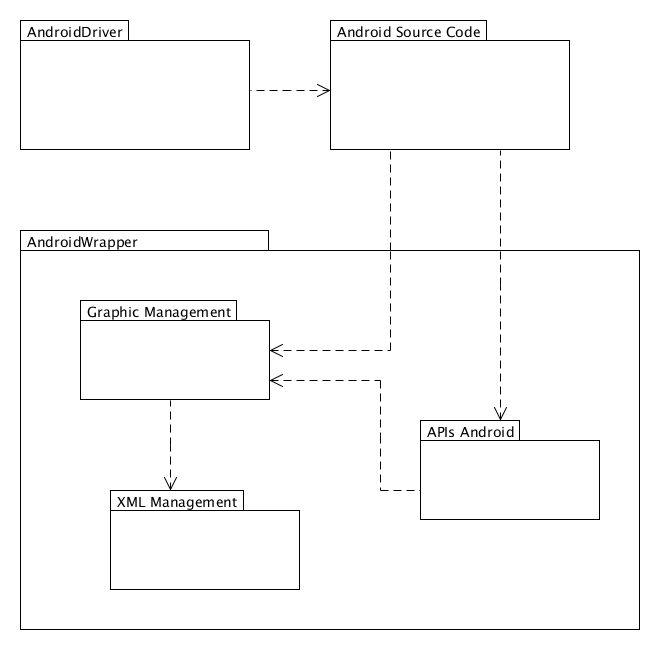 AndroidDriver
Android Source Code
AndroidWrapper
Graphic Management
APIs Android
XML Management